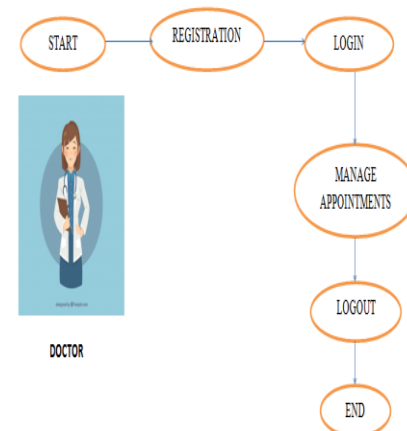 START
REGISTRATION
LOGIN
MANAGE
APPOINTMENTS
LOGOUT
DOCTOR
END